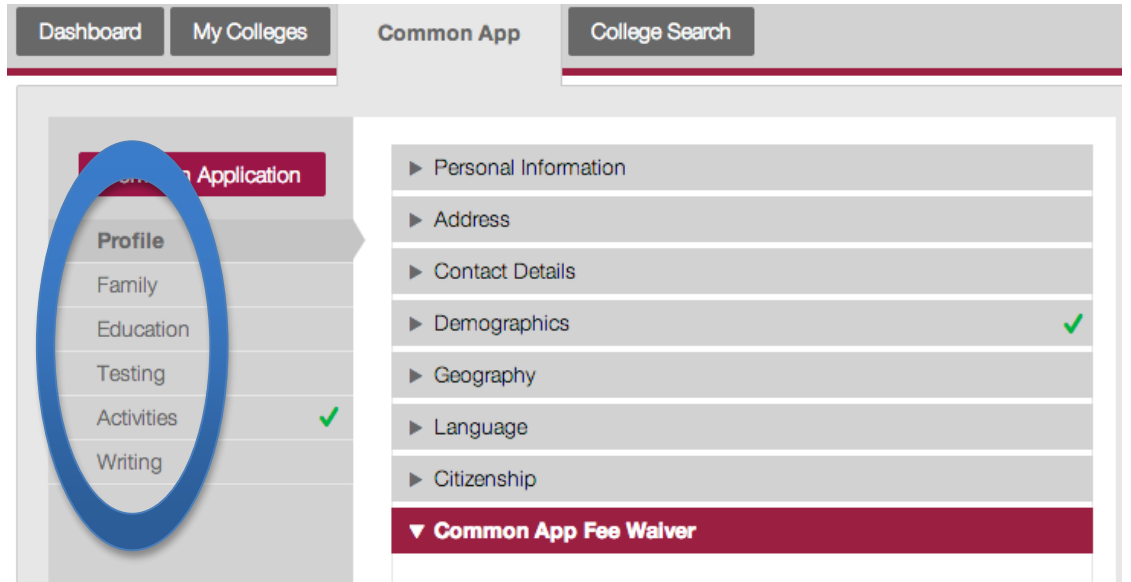 Dashboard
My Colleges
Common App
College Search
Application
Profile
Family
Education
Testing
Activities
Writing
Personal Information
Address
Contact Details
Demographics
Geography
Language
Citizenship
Common App Fee Waiver